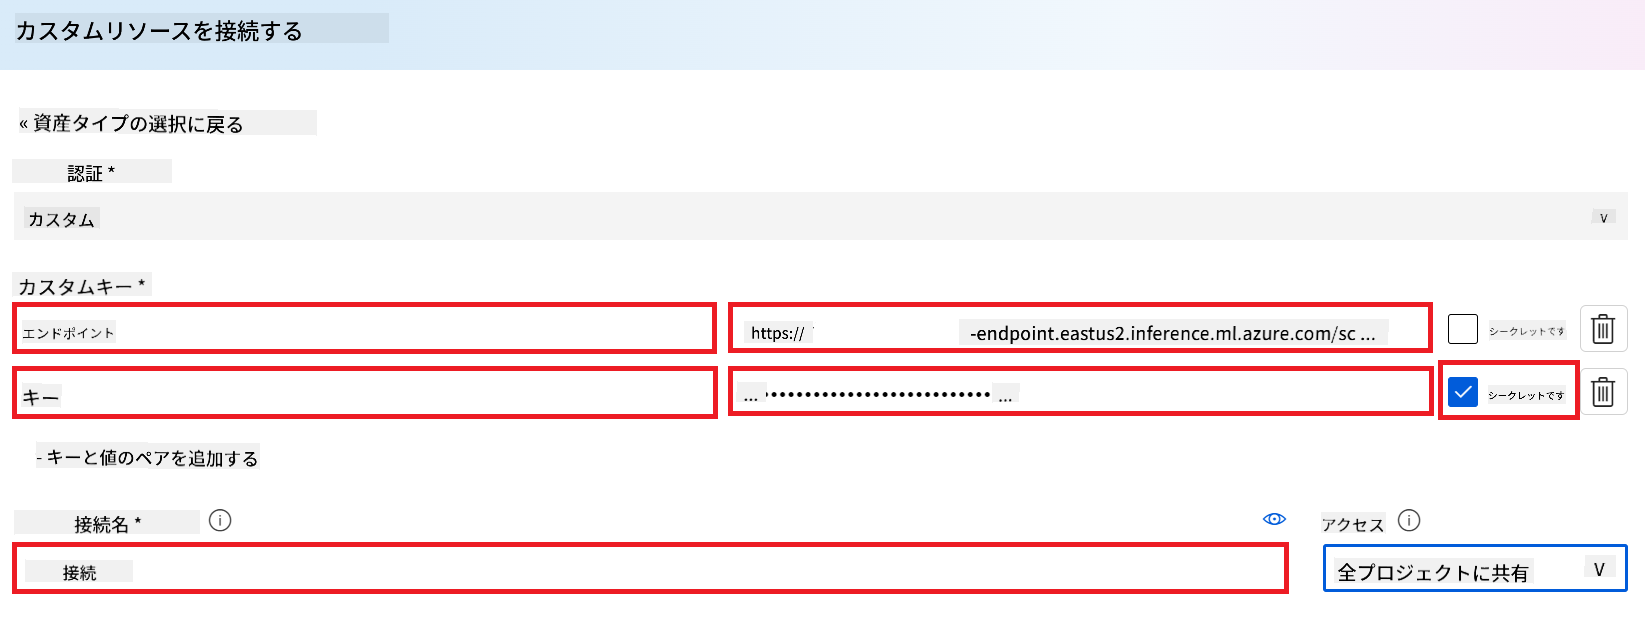 カスタムリソースを接続する
« 資産タイプの選択に戻る
認証 *
カスタム
カスタムキー *
エンドポイント https:// -endpoint.eastus2.inference.ml.azure.com/sc ... シークレットです
キー ... •••••••••••••••••••••••••••••• ... シークレットです
- キーと値のペアを追加する
接続名 * アクセス
接続 全プロジェクトに共有